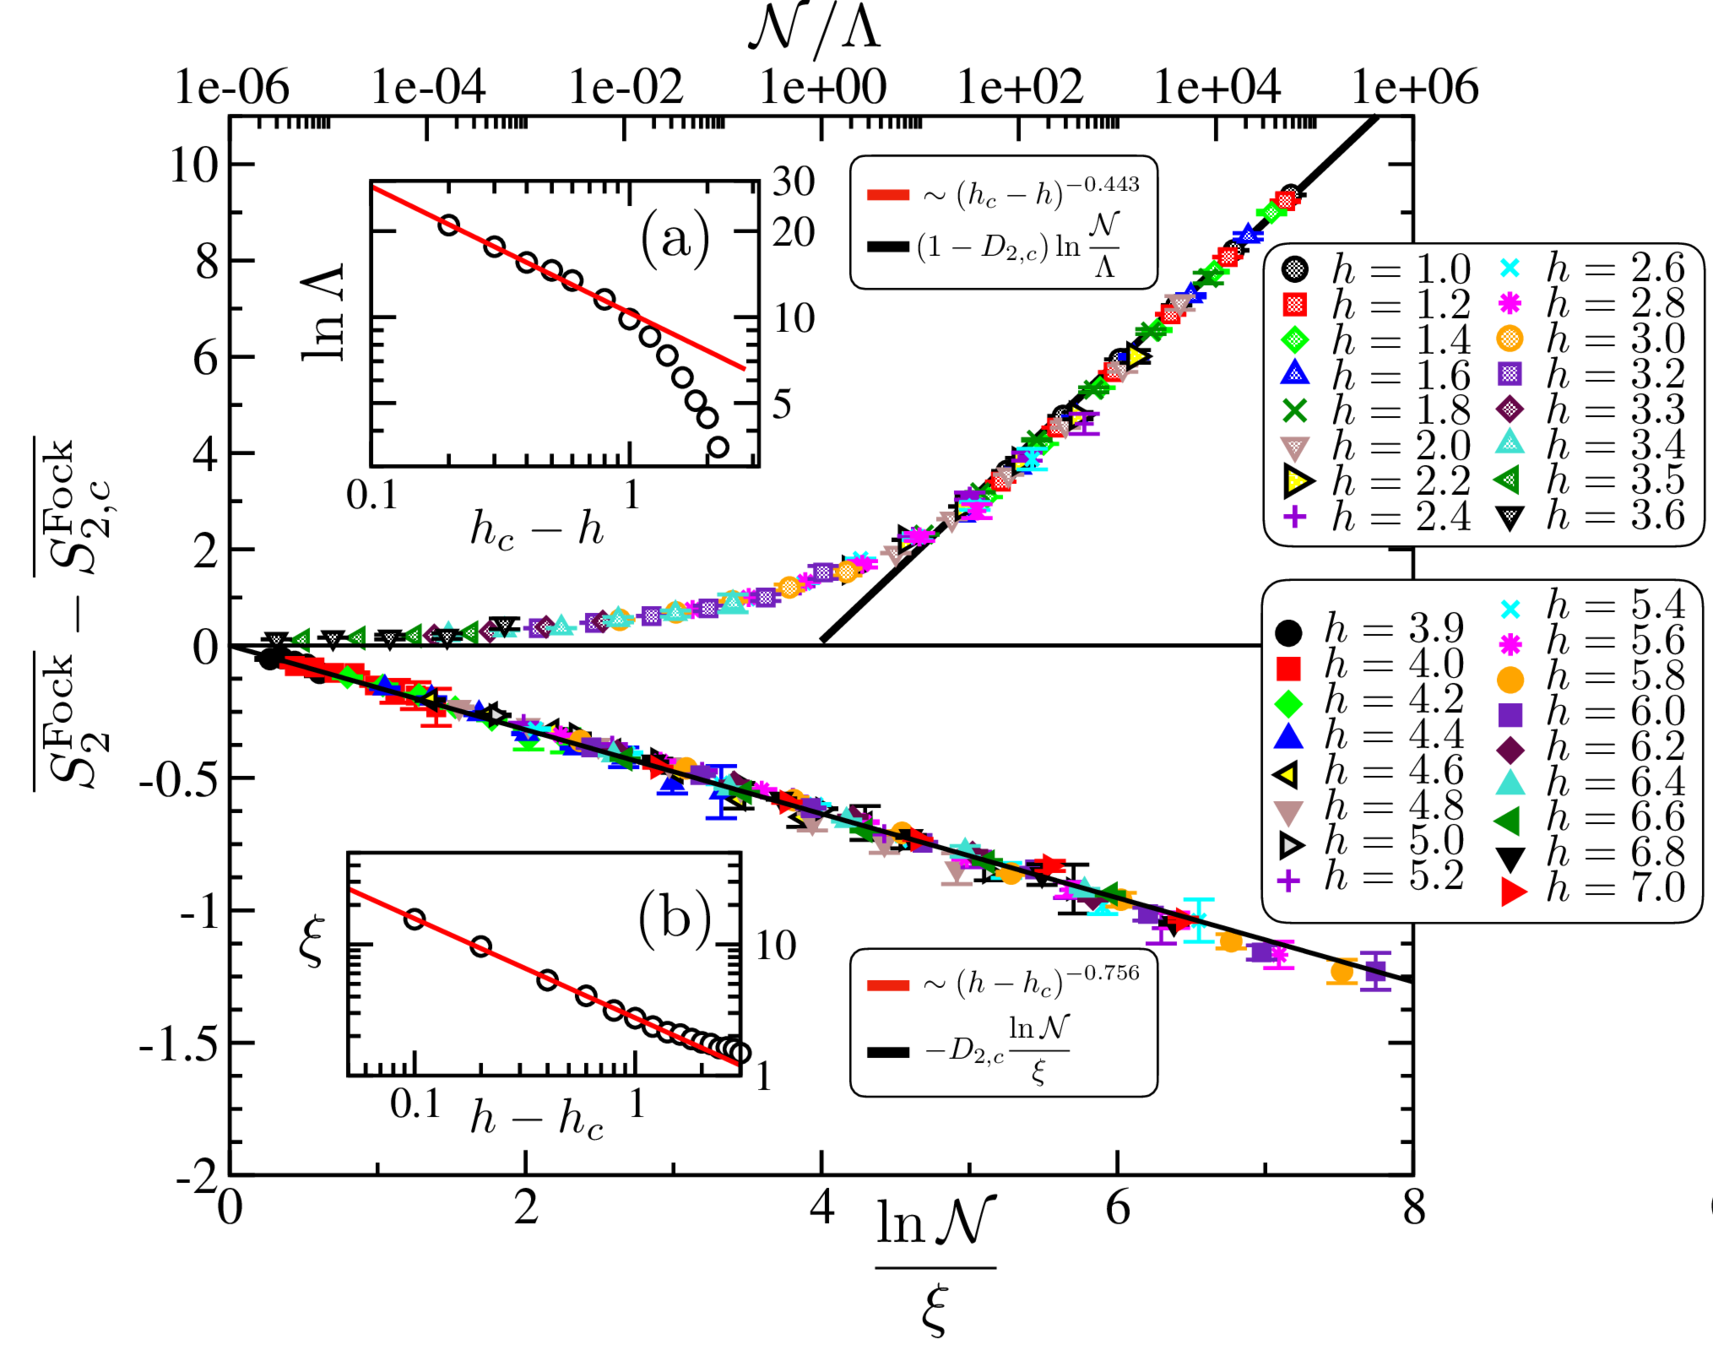 𝒩/Λ
1e-06 1e-04 1e-02 1e+00 1e+02 1e+04 1e+06
10
8
6
4
2
0
-0.5
-1
-1.5
-2
0 2 4 6 8
ln 𝒩
ξ
S₂^Fock − S₂,c^Fock
(a)
ln Λ
30
20
10
5
0.1 1
h_c − h
∼ (h_c − h)^−0.443
(1 − D₂,c) ln 𝒩/Λ
h = 1.0
h = 1.2
h = 1.4
h = 1.6
h = 1.8
h = 2.0
h = 2.2
h = 2.4
h = 2.6
h = 2.8
h = 3.0
h = 3.2
h = 3.3
h = 3.4
h = 3.5
h = 3.6
h = 3.9
h = 4.0
h = 4.2
h = 4.4
h = 4.6
h = 4.8
h = 5.0
h = 5.2
h = 5.4
h = 5.6
h = 5.8
h = 6.0
h = 6.2
h = 6.4
h = 6.6
h = 6.8
h = 7.0
(b)
ξ
10
1
0.1 1
h − h_c
∼ (h − h_c)^−0.756
−D₂,c ln 𝒩/ξ